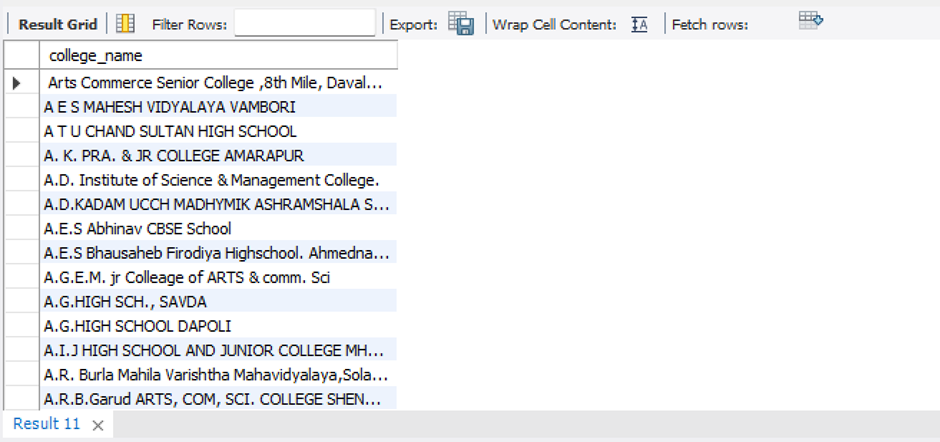 Result Grid Filter Rows: Export: Wrap Cell Content: Fetch rows:
college_name
Arts Commerce Senior College ,8th Mile, Daval...
A E S MAHESH VIDYALAYA VAMBORI
A T U CHAND SULTAN HIGH SCHOOL
A. K. PRA. & JR COLLEGE AMARAPUR
A.D. Institute of Science & Management College.
A.D.KADAM UCCH MADHYMIK ASHRAMSHALA S...
A.E.S Abhinav CBSE School
A.E.S Bhausaheb Firodiya Highschool. Ahmedna...
A.G.E.M. jr Colleage of ARTS & comm. Sci
A.G.HIGH SCH., SAVDA
A.G.HIGH SCHOOL DAPOLI
A.I.J HIGH SCHOOL AND JUNIOR COLLEGE MH...
A.R. Burla Mahila Varishtha Mahavidyalaya,Sola...
A.R.B.Garud ARTS, COM, SCI. COLLEGE SHEN...
Result 11